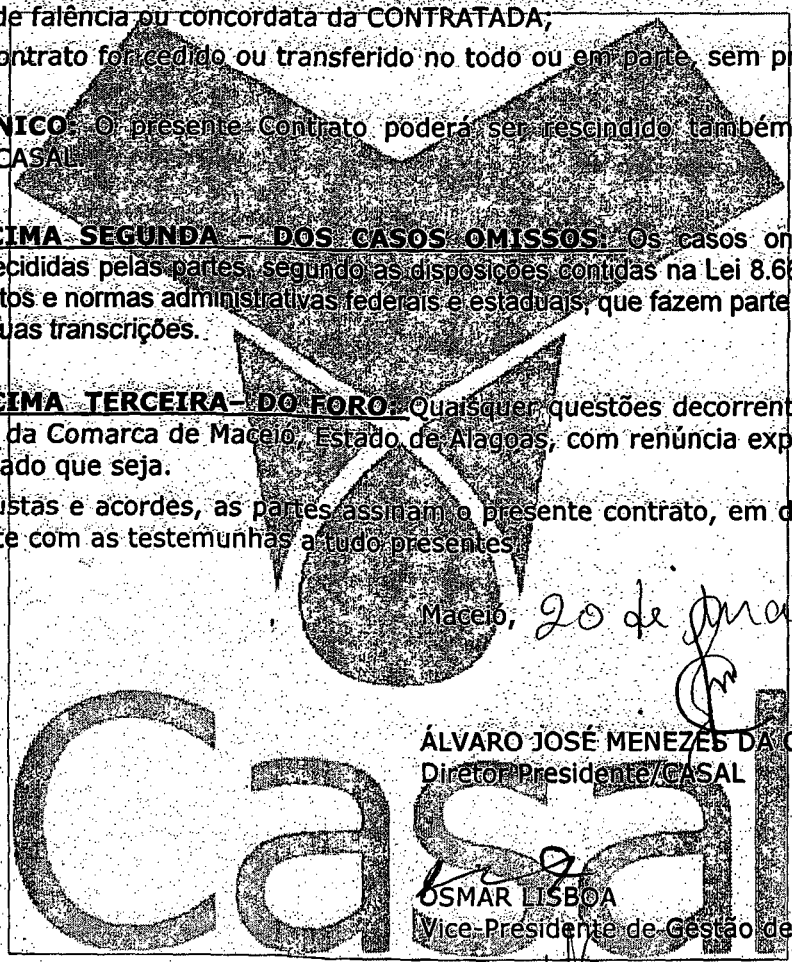 de falência ou concordata da CONTRATADA;
ontrato for cedido ou transferido no todo ou em parte, sem pr
NICO: O presente Contrato poderá ser rescindido também
CASAL.
CIMA SEGUNDA – DOS CASOS OMISSOS: Os casos on
ecididas pelas partes, segundo as disposições contidas na Lei 8.66
tos e normas administrativas federais e estaduais, que fazem parte
uas transcrições.
CIMA TERCEIRA– DO FORO: Quaisquer questões decorrent
da Comarca de Maceió, Estado de Alagoas, com renúncia exp
ado que seja.
ustas e acordes, as partes assinam o presente contrato, em d
te com as testemunhas a tudo presentes
Maceió, 20 de
ÁLVARO JOSÉ MENEZES DA C
Diretor Presidente/CASAL
OSMAR LISBOA
Vice-Presidente de Gestão de
Casal